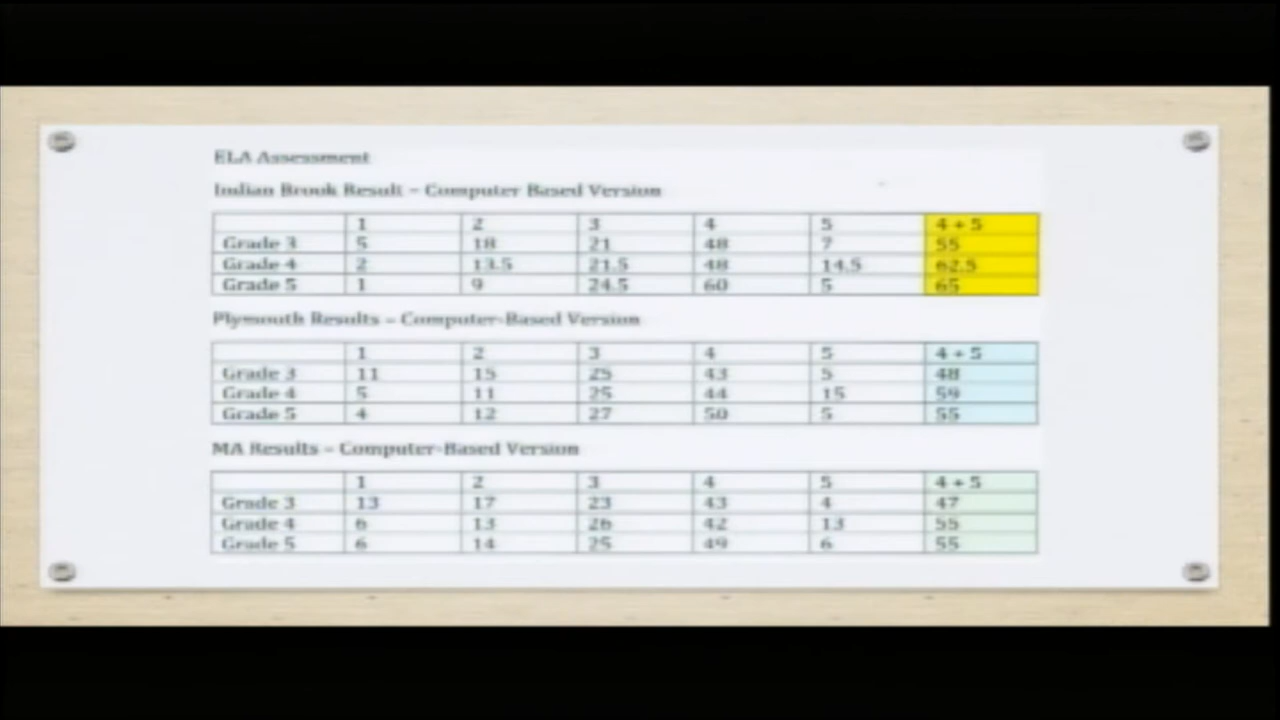 ELA Assessment
Indian Brook Result – Computer Based Version
1 2 3 4 5 4 + 5
Grade 3 5 18 21 48 7 55
Grade 4 2 13.5 21.5 48 14.5 62.5
Grade 5 1 9 24.5 60 5 65
Plymouth Results – Computer-Based Version
1 2 3 4 5 4 + 5
Grade 3 11 15 25 43 5 48
Grade 4 5 11 25 44 15 59
Grade 5 4 12 27 50 5 55
MA Results – Computer-Based Version
1 2 3 4 5 4 + 5
Grade 3 13 17 23 43 4 47
Grade 4 6 13 26 42 13 55
Grade 5 6 14 25 49 6 55